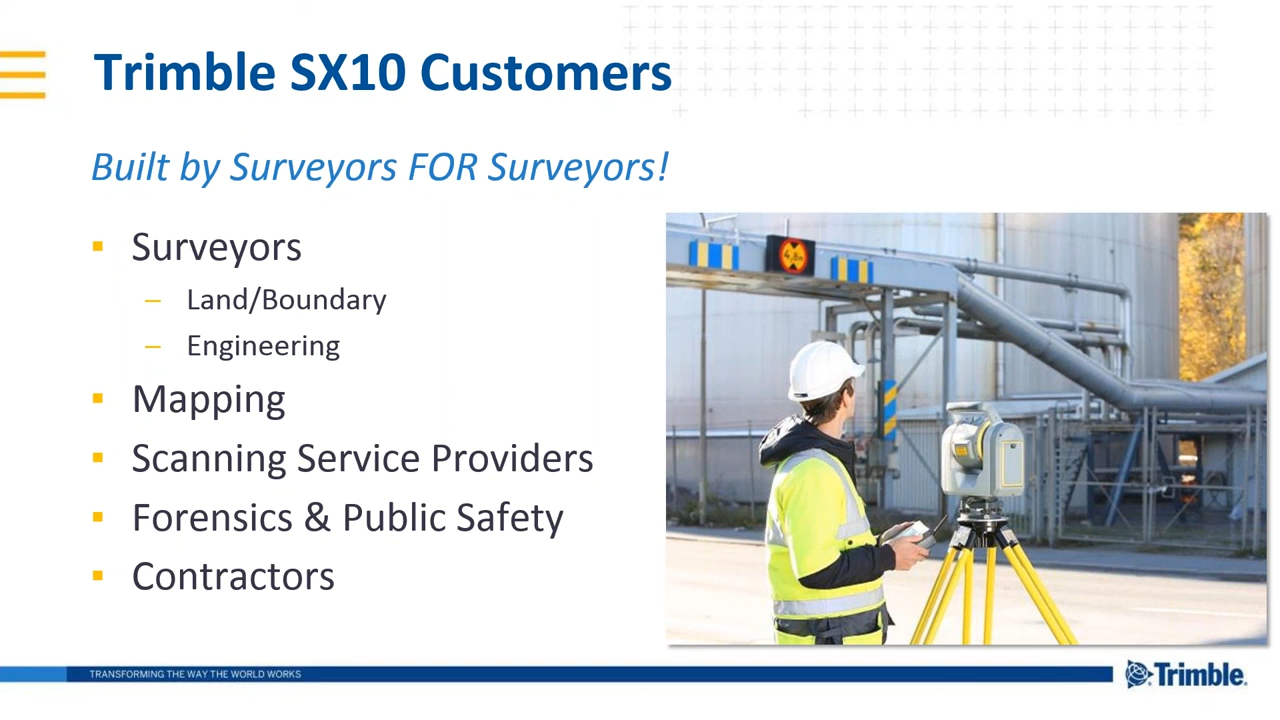 Trimble SX10 Customers
Built by Surveyors FOR Surveyors!
Surveyors
Land/Boundary
Engineering
Mapping
Scanning Service Providers
Forensics & Public Safety
Contractors
TRANSFORMING THE WAY THE WORLD WORKS
Trimble.